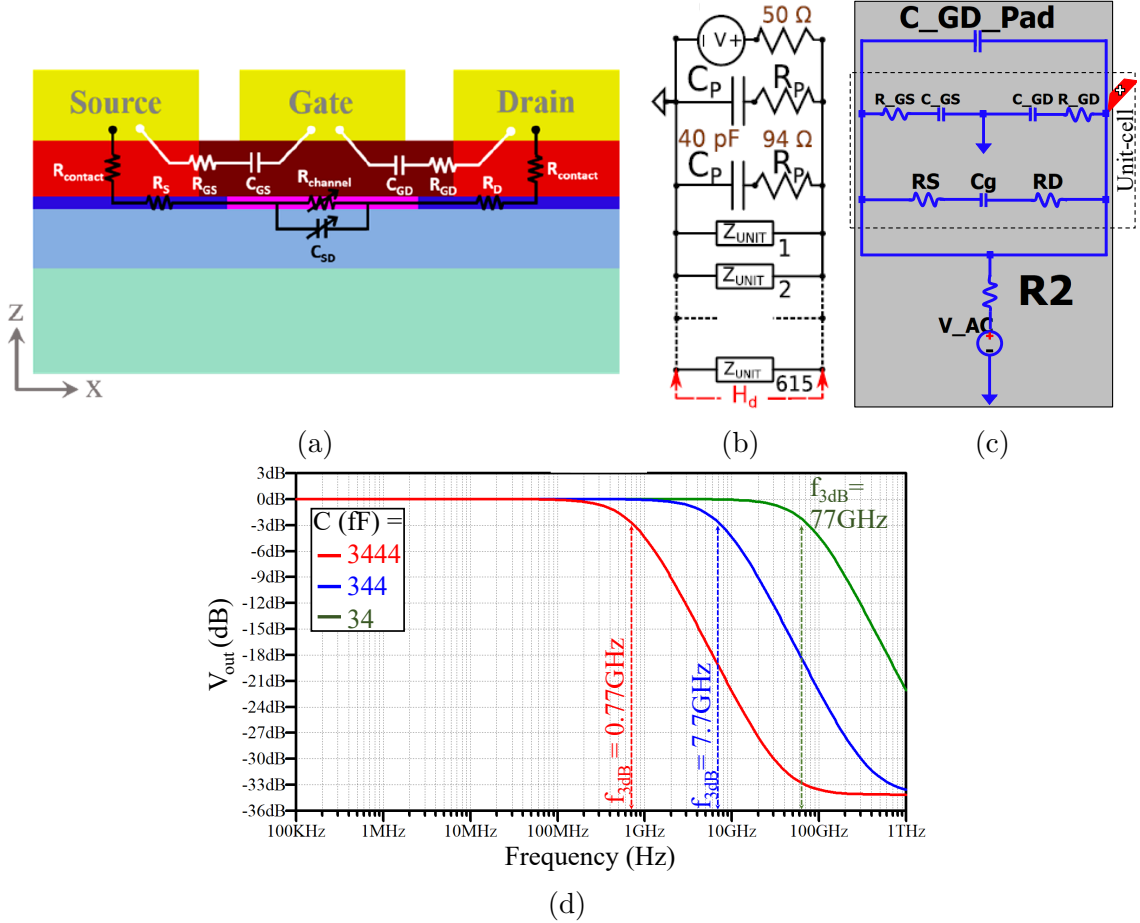 Source Gate Drain
R_contact
R_S
R_GS
C_GS
R_channel
C_GD
R_GD
R_D
R_contact
C_SD
Z
X
(a)
50 Ω
V +
C_P R_P
40 pF 94 Ω
C_P R_P
Z_UNIT 1
Z_UNIT 2
Z_UNIT 615
H_d
(b)
C_GD_Pad
R_GS C_GS C_GD R_GD
RS Cg RD
Unit-cell
R2
V_AC
+
-
(c)
3dB
0dB
-3dB
-6dB
-9dB
-12dB
-15dB
-18dB
-21dB
-24dB
-27dB
-30dB
-33dB
-36dB
V_out (dB)
C (fF) =
3444
344
34
f_3dB = 0.77GHz
f_3dB = 7.7GHz
f_3dB =
77GHz
100KHz 1MHz 10MHz 100MHz 1GHz 10GHz 100GHz 1THz
Frequency (Hz)
(d)